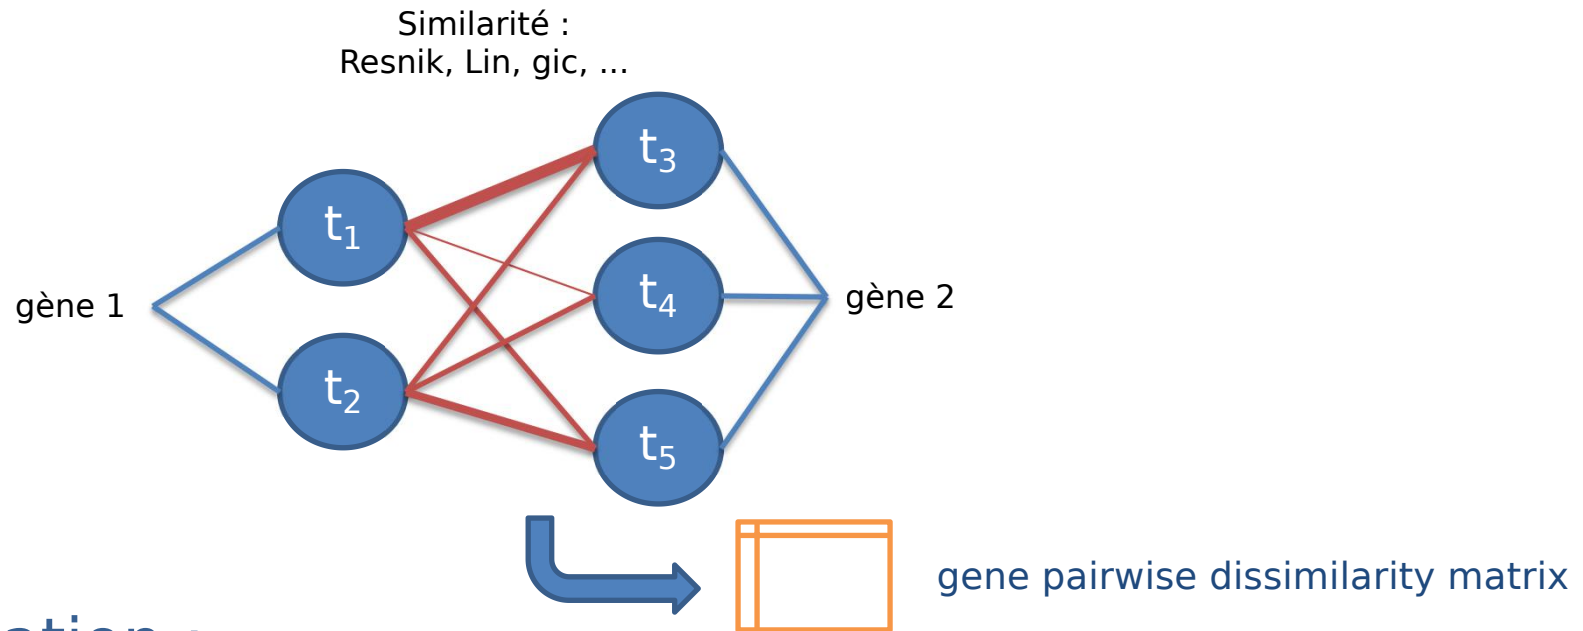 Similarité :
Resnik, Lin, gic, ...
t3
t1
t4
gène 1
gène 2
t2
t5
gene pairwise dissimilarity matrix